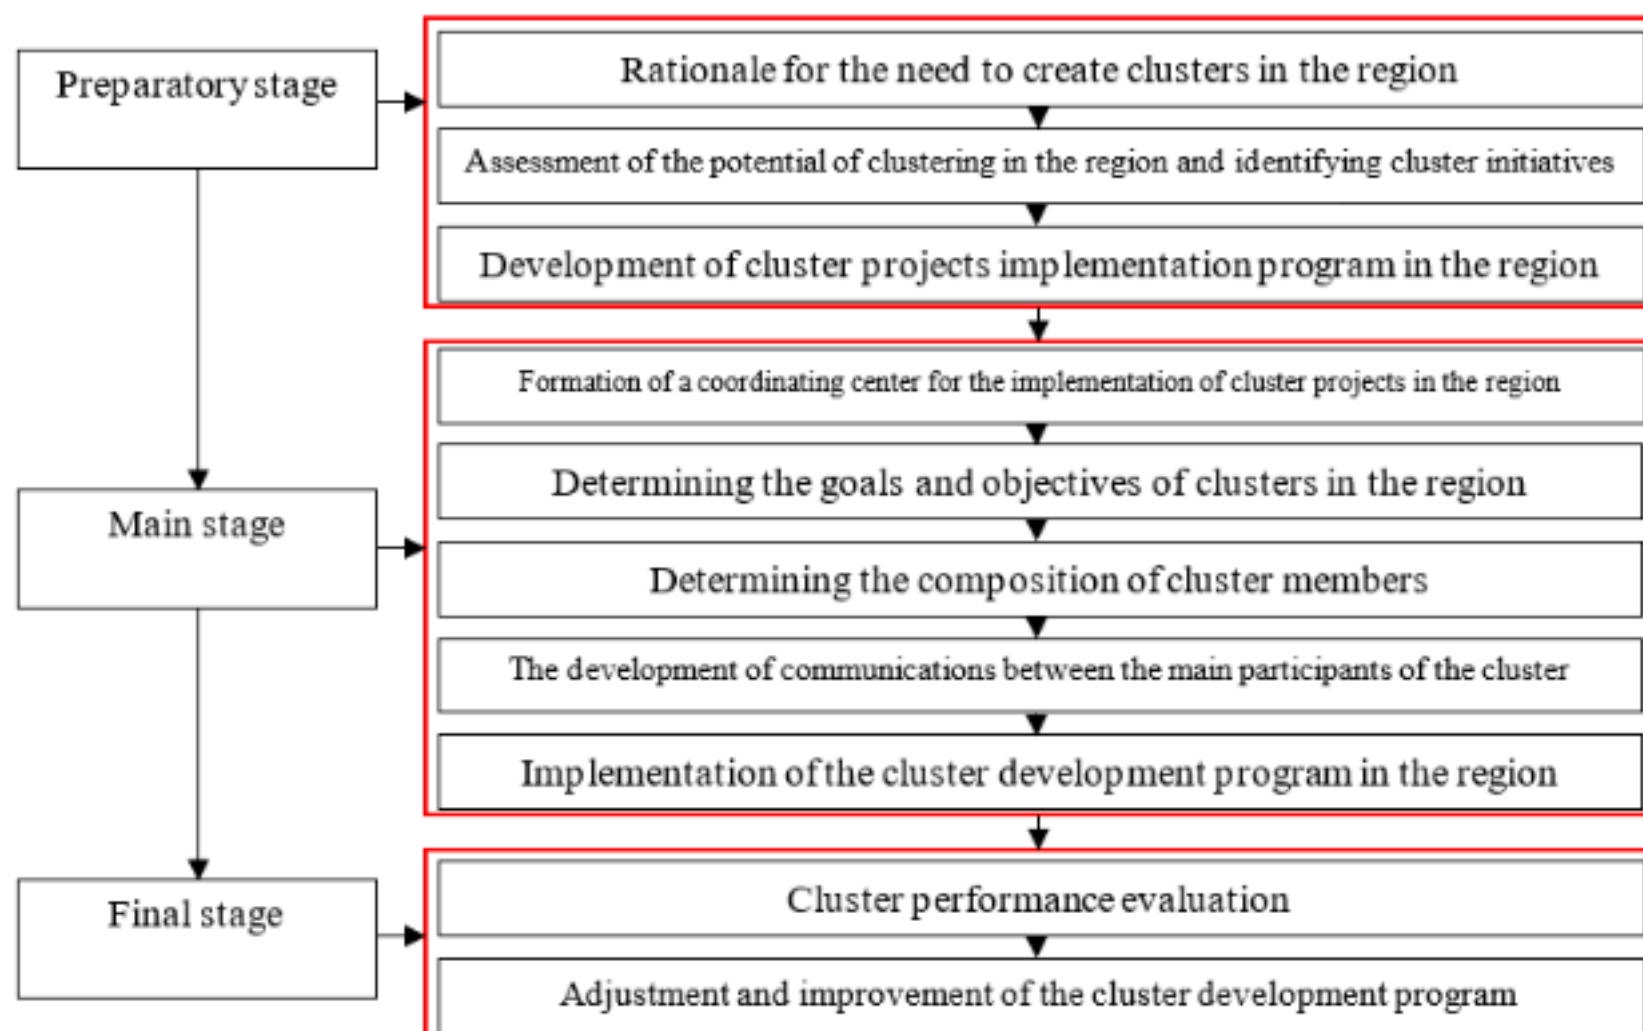 Preparatory stage
Rationale for the need to create clusters in the region
Assessment of the potential of clustering in the region and identifying cluster initiatives
Development of cluster projects implementation program in the region
Main stage
Formation of a coordinating center for the implementation of cluster projects in the region
Determining the goals and objectives of clusters in the region
Determining the composition of cluster members
The development of communications between the main participants of the cluster
Implementation of the cluster development program in the region
Final stage
Cluster performance evaluation
Adjustment and improvement of the cluster development program